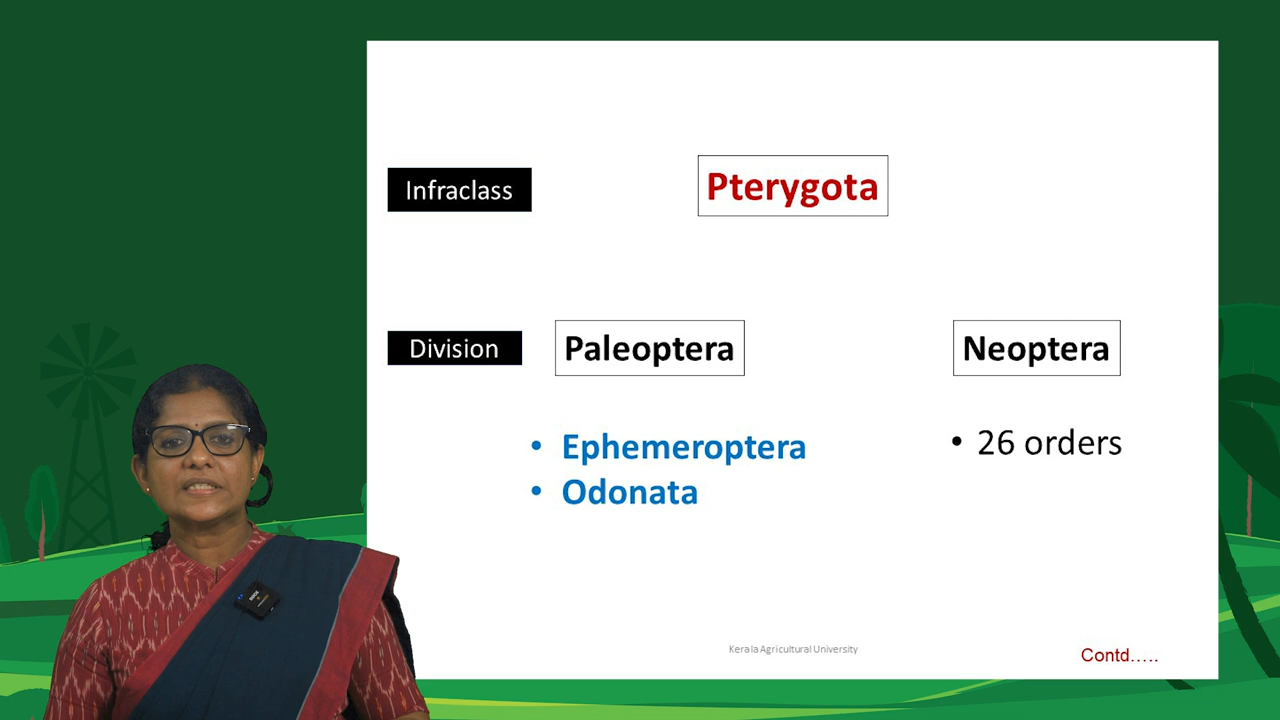 Infraclass
Pterygota
Division
Paleoptera
Neoptera
• Ephemeroptera
• Odonata
• 26 orders
Kerala Agricultural University
Contd.....